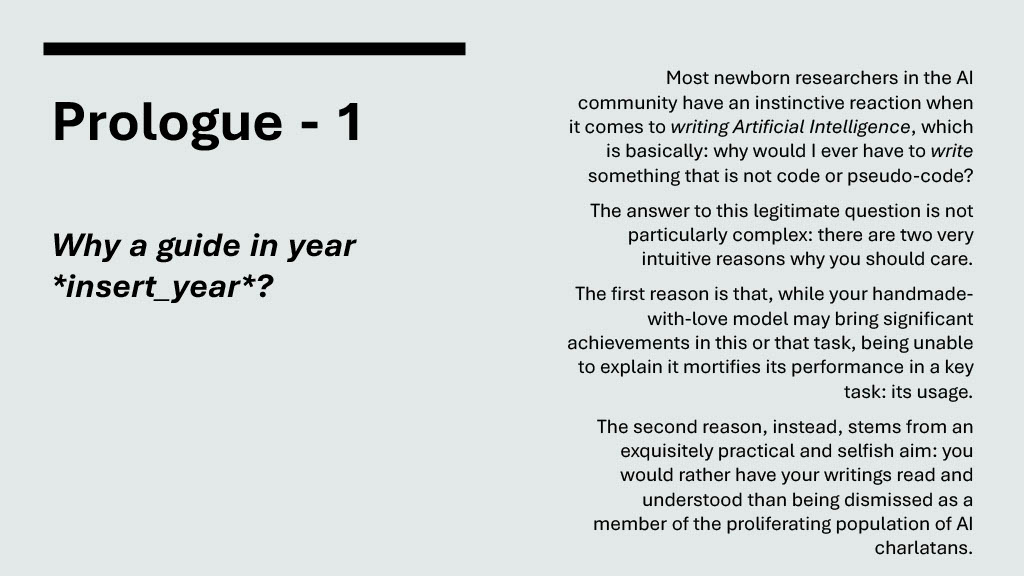 Prologue - 1
Why a guide in year
*insert_year*?
Most newborn researchers in the AI
community have an instinctive reaction when
it comes to writing Artificial Intelligence, which
is basically: why would I ever have to write
something that is not code or pseudo-code?
The answer to this legitimate question is not
particularly complex: there are two very
intuitive reasons why you should care.
The first reason is that, while your handmade-
with-love model may bring significant
achievements in this or that task, being unable
to explain it mortifies its performance in a key
task: its usage.
The second reason, instead, stems from an
exquisitely practical and selfish aim: you
would rather have your writings read and
understood than being dismissed as a
member of the proliferating population of AI
charlatans.